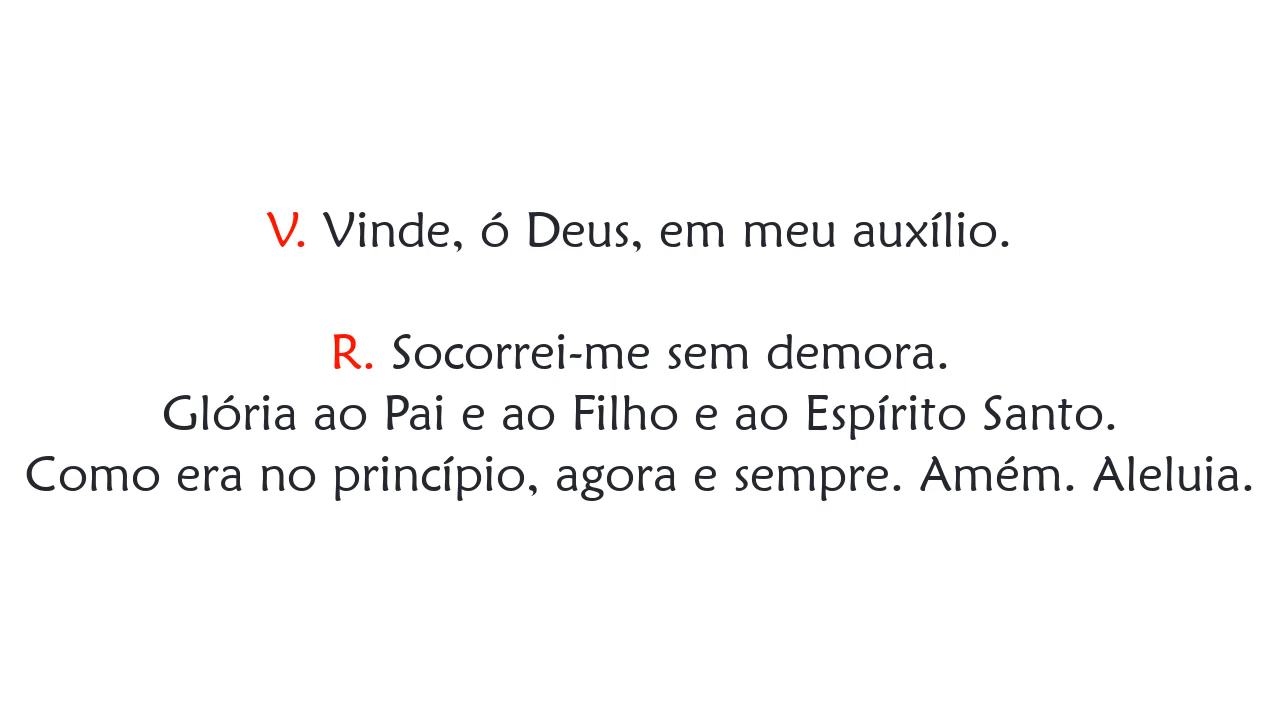 V. Vinde, ó Deus, em meu auxílio.
R. Socorrei-me sem demora.
Glória ao Pai e ao Filho e ao Espírito Santo.
Como era no princípio, agora e sempre. Amém. Aleluia.